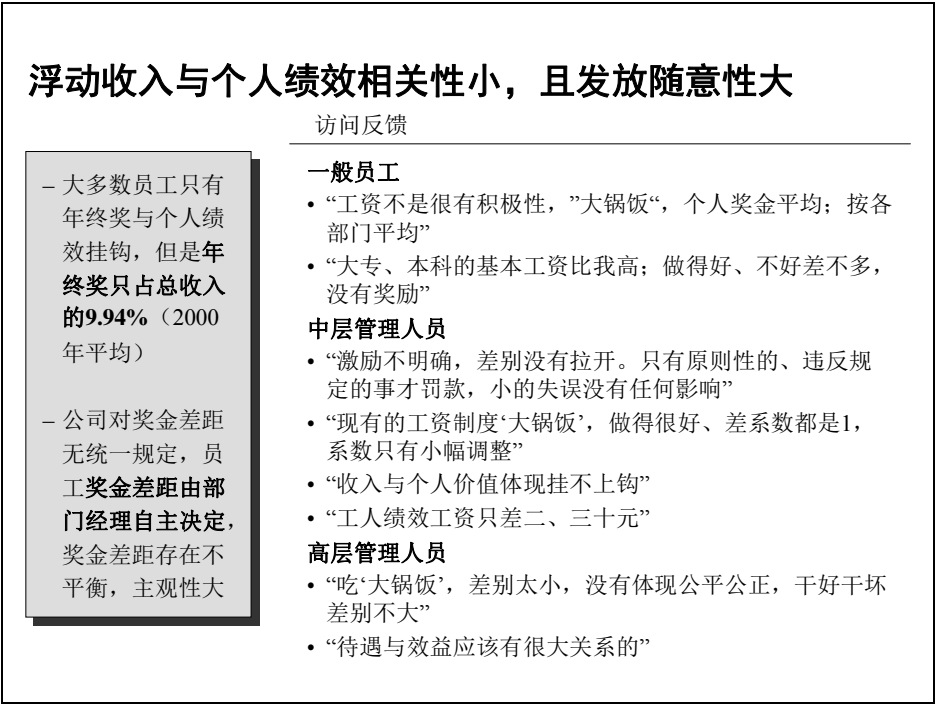 浮动收入与个人绩效相关性小，且发放随意性大
访问反馈
– 大多数员工只有
年终奖与个人绩
效挂钩，但是年
终奖只占总收入
的9.94%（2000
年平均）
– 公司对奖金差距
无统一规定，员
工奖金差距由部
门经理自主决定，
奖金差距存在不
平衡，主观性大
一般员工
• “工资不是很有积极性，”大锅饭“，个人奖金平均；按各
部门平均”
• “大专、本科的基本工资比我高；做得好、不好差不多，
没有奖励”
中层管理人员
• “激励不明确，差别没有拉开。只有原则性的、违反规
定的事才罚款，小的失误没有任何影响”
• “现有的工资制度‘大锅饭’，做得很好、差系数都是1，
系数只有小幅调整”
• “收入与个人价值体现挂不上钩”
• “工人绩效工资只差二、三十元”
高层管理人员
• “吃‘大锅饭’，差别太小，没有体现公平公正，干好干坏
差别不大”
• “待遇与效益应该有很大关系的”